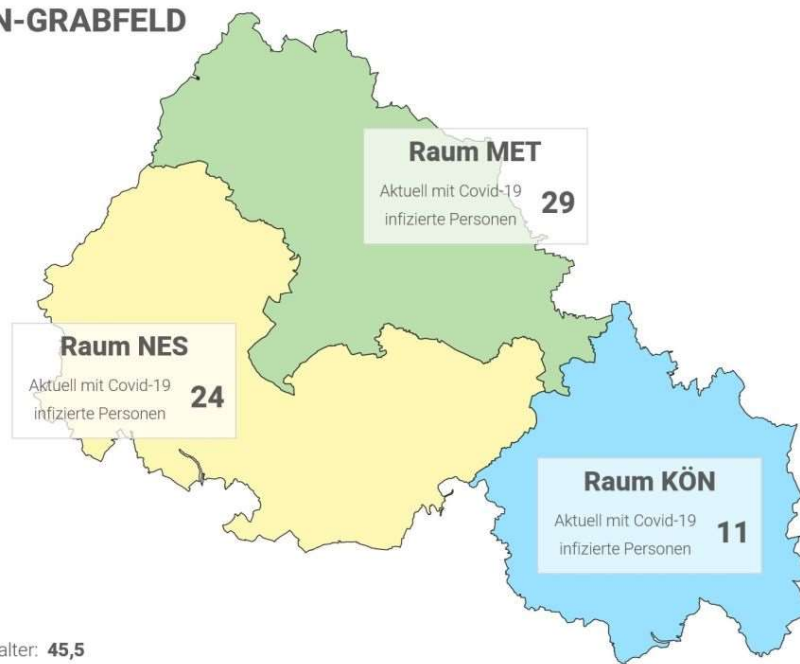 N-GRABFELD
Raum MET
Aktuell mit Covid-19
infizierte Personen
29
Raum NES
Aktuell mit Covid-19
infizierte Personen
24
Raum KÖN
Aktuell mit Covid-19
infizierte Personen
11
alter: 45,5